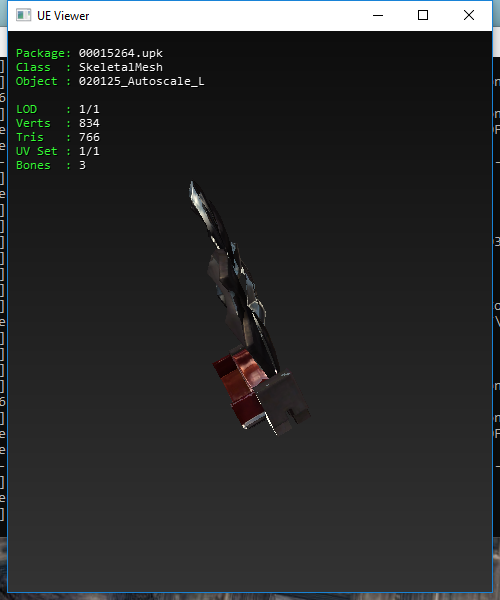 UE Viewer
Package: 00015264.upk
Class : SkeletalMesh
Object : 020125_Autoscale_L
LOD : 1/1
Verts : 834
Tris : 766
UV Set : 1/1
Bones : 3